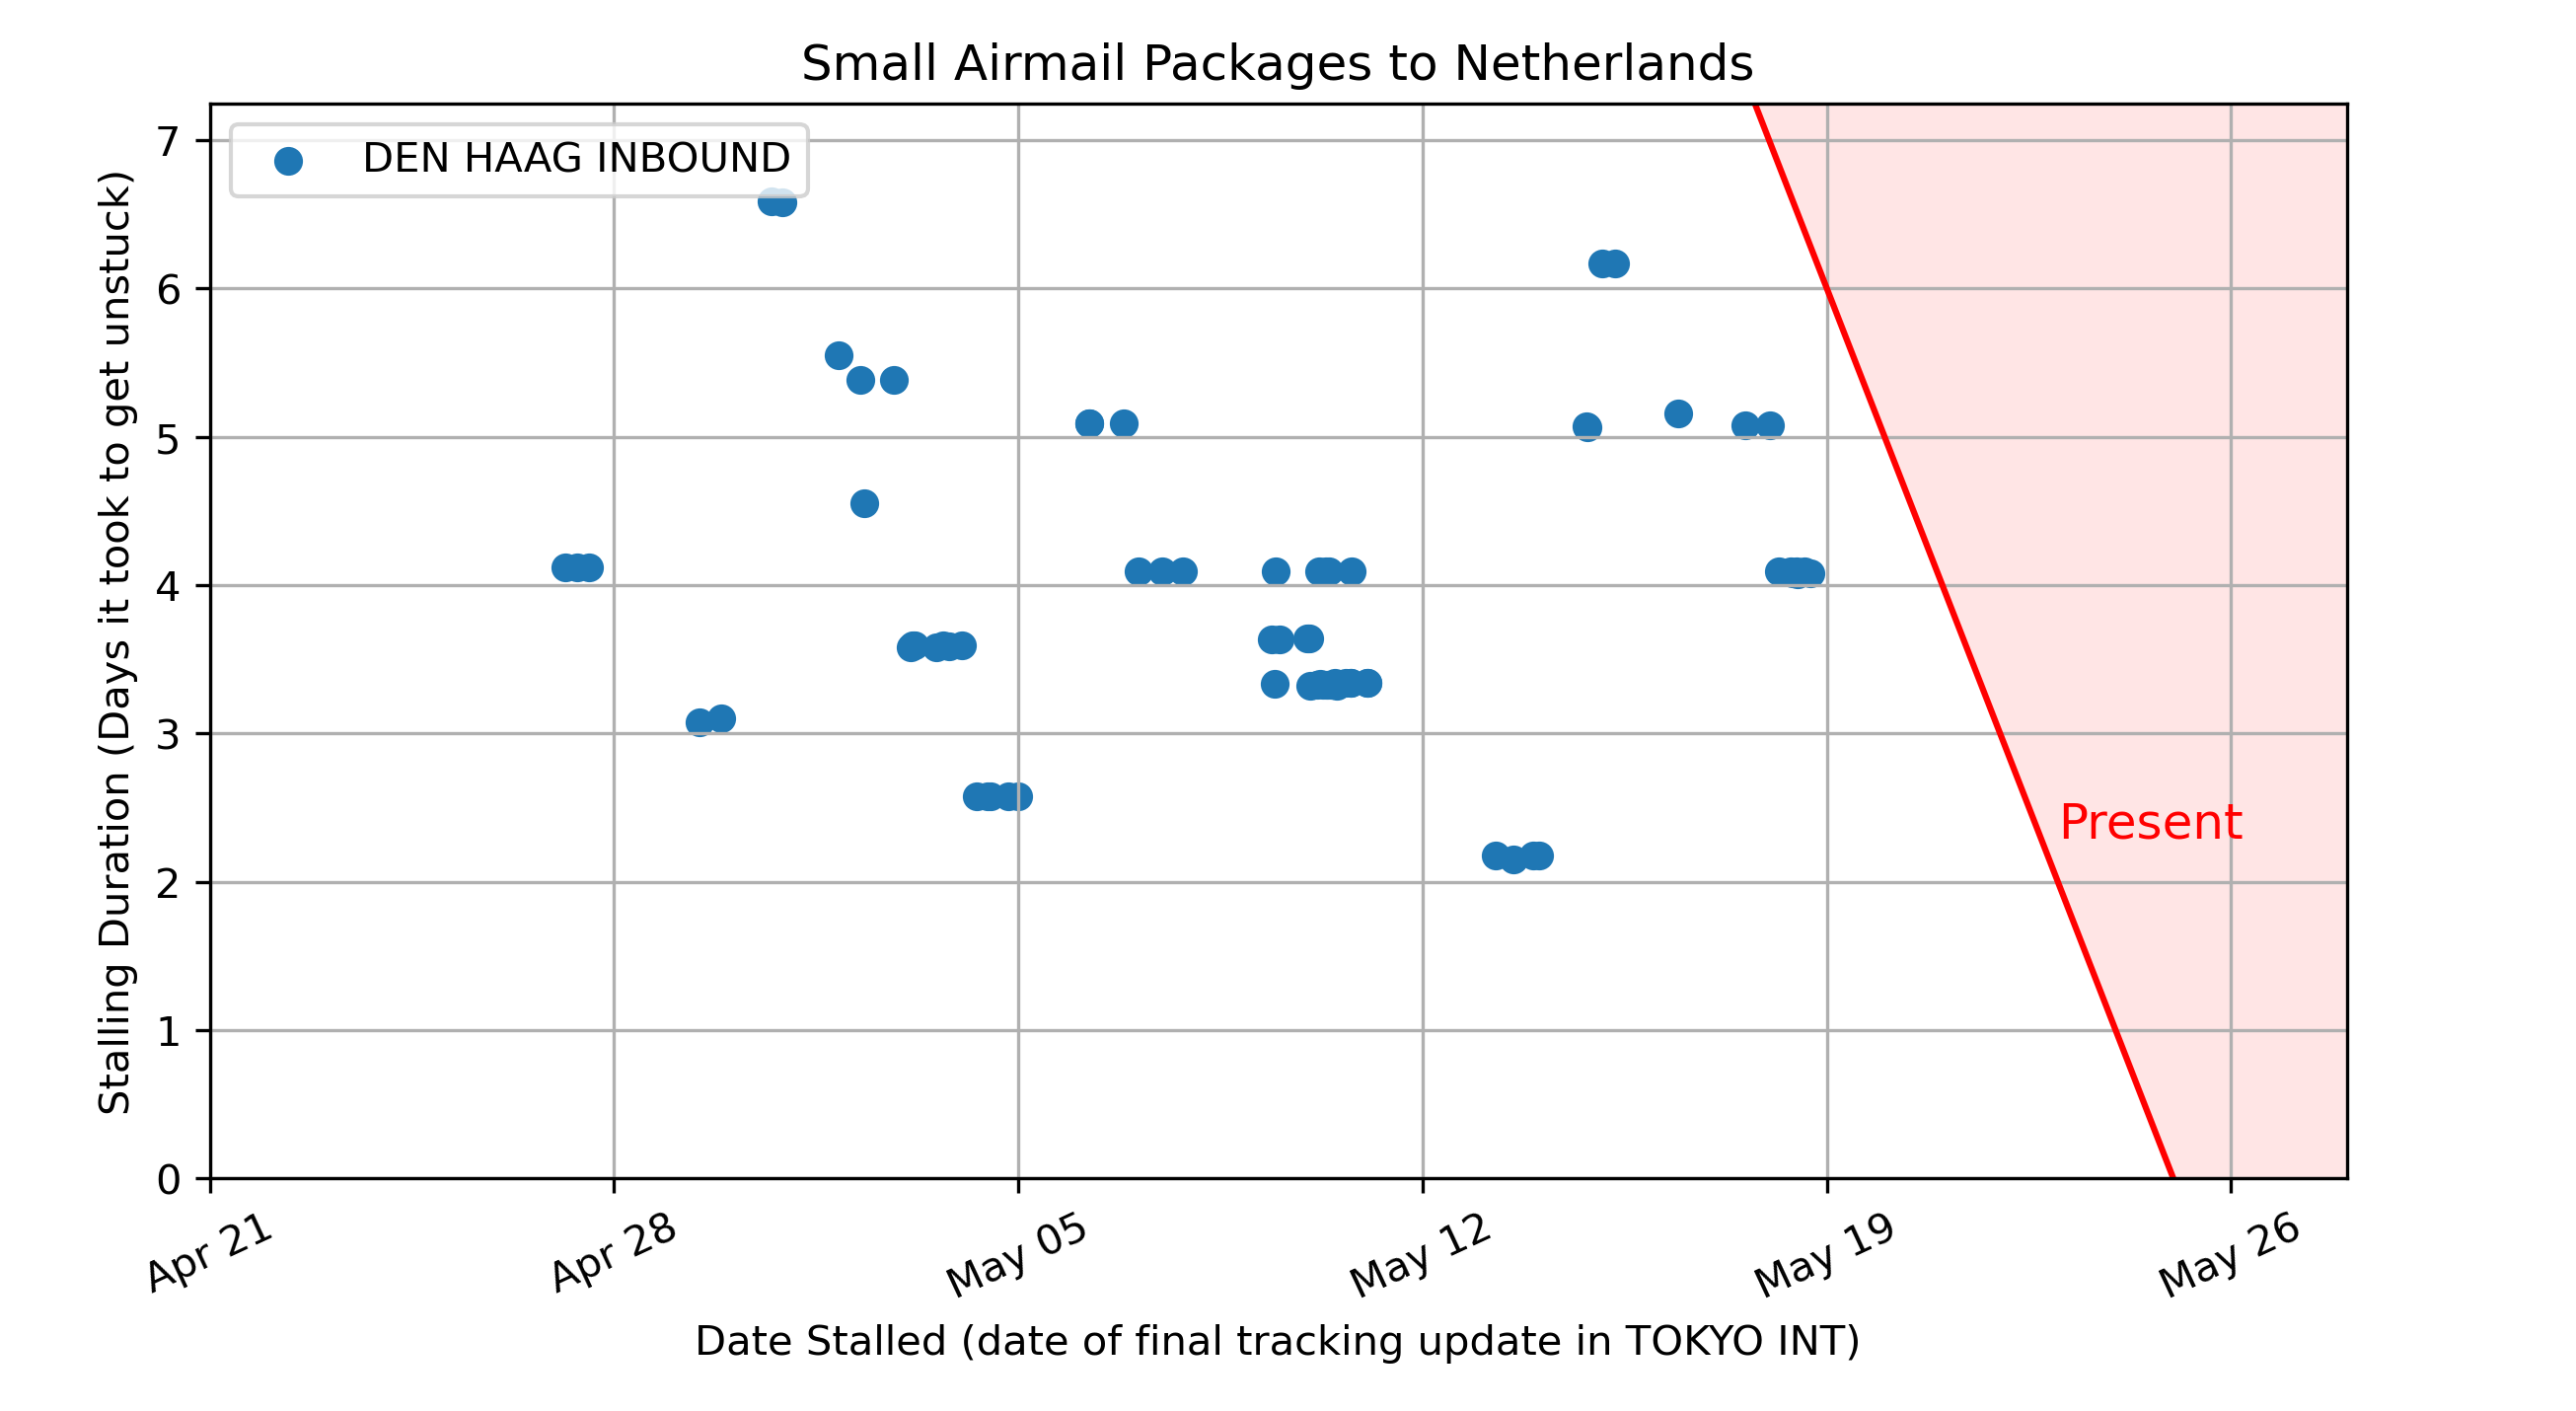 Small Airmail Packages to Netherlands
DEN HAAG INBOUND
Stalling Duration (Days it took to get unstuck)
7
6
5
4
3
2
1
0
Present
Apr 21
Apr 28
May 05
May 12
May 19
May 26
Date Stalled (date of final tracking update in TOKYO INT)